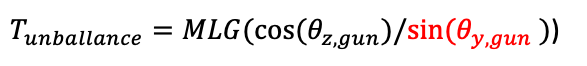 T_unballance = MLG(cos(θ_z,gun)/sin(θ_y,gun ))